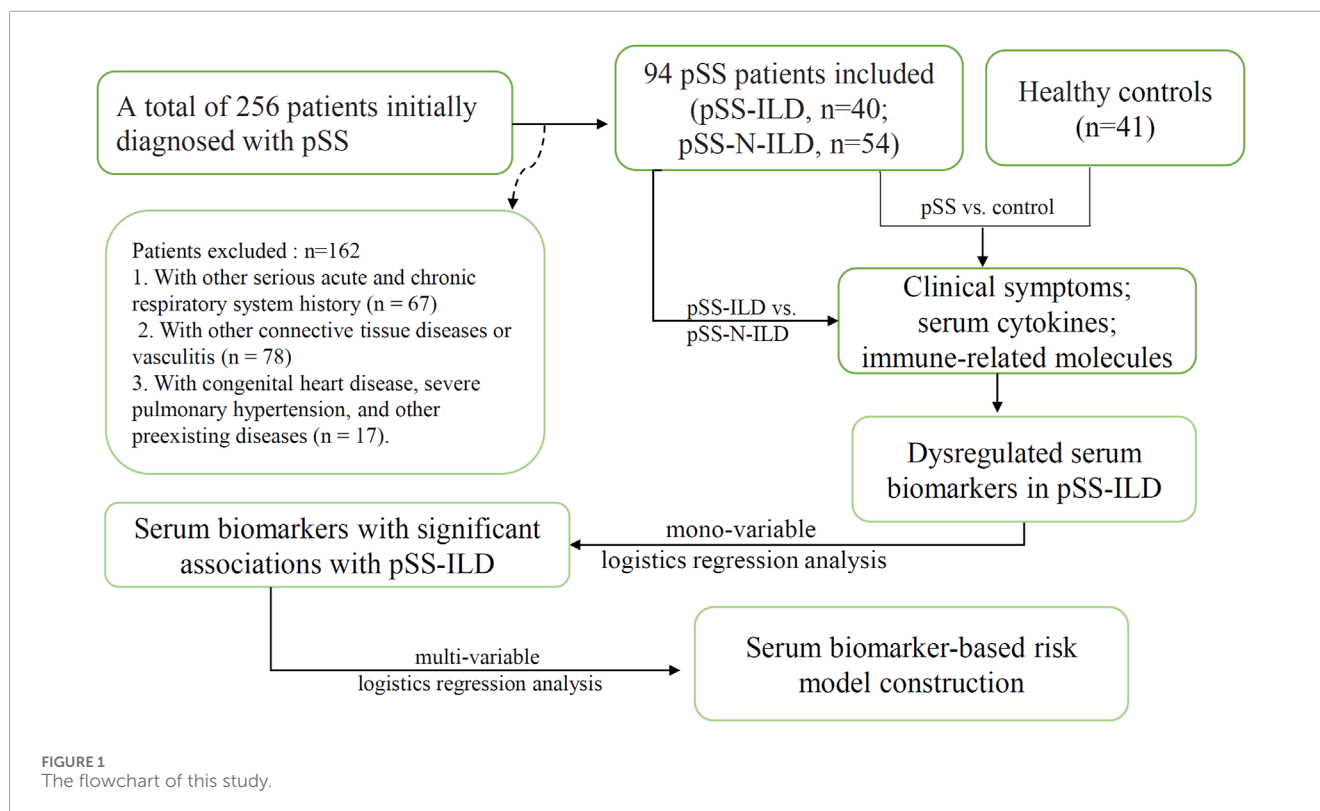 A total of 256 patients initially
diagnosed with pSS
94 pSS patients included
(pSS-ILD, n=40;
pSS-N-ILD, n=54)
Healthy controls
(n=41)
Patients excluded : n=162
1. With other serious acute and chronic
respiratory system history (n = 67)
2. With other connective tissue diseases or
vasculitis (n = 78)
3. With congenital heart disease, severe
pulmonary hypertension, and other
preexisting diseases (n = 17).
pSS vs. control
pSS-ILD vs.
pSS-N-ILD
Clinical symptoms;
serum cytokines;
immune-related molecules
Dysregulated serum
biomarkers in pSS-ILD
mono-variable
logistics regression analysis
Serum biomarkers with significant
associations with pSS-ILD
multi-variable
logistics regression analysis
Serum biomarker-based risk
model construction
FIGURE 1
The flowchart of this study.